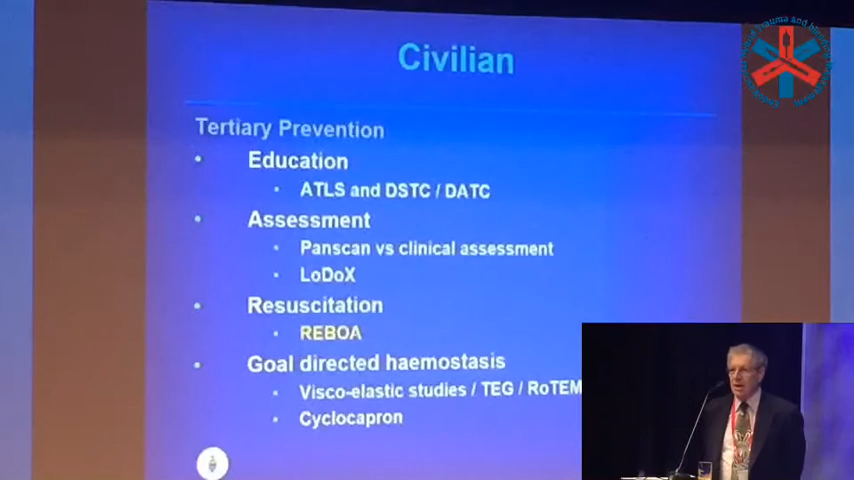 Civilian
Tertiary Prevention
• Education
• ATLS and DSTC / DATC
• Assessment
• Panscan vs clinical assessment
• LoDoX
• Resuscitation
• REBOA
• Goal directed haemostasis
• Visco-elastic studies / TEG / RoTEM
• Cyclocapron